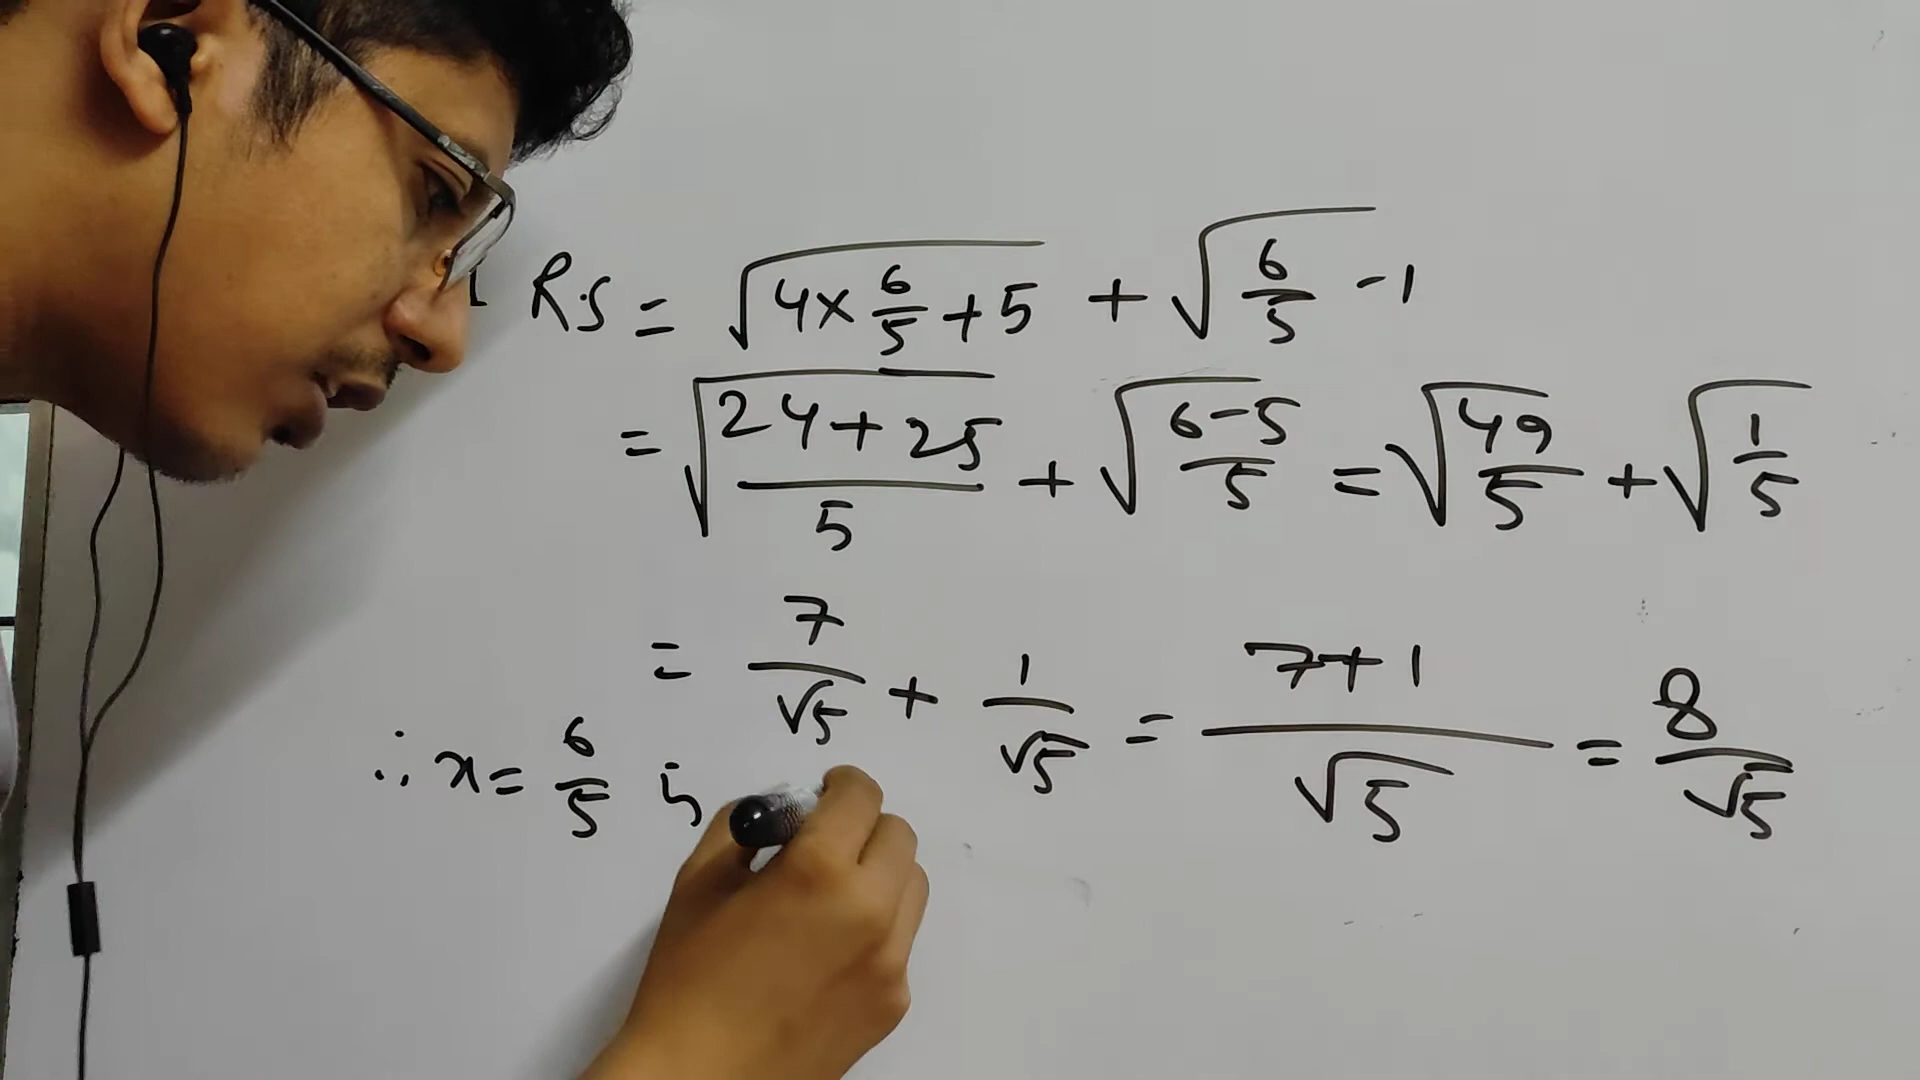 R.S = √(4×6/5+5) + √(6/5-1)
= √((24+25)/5) + √((6-5)/5) = √(49/5) + √(1/5)
= 7/√5 + 1/√5 = (7+1)/√5 = 8/√5
∴ x = 6/5 is